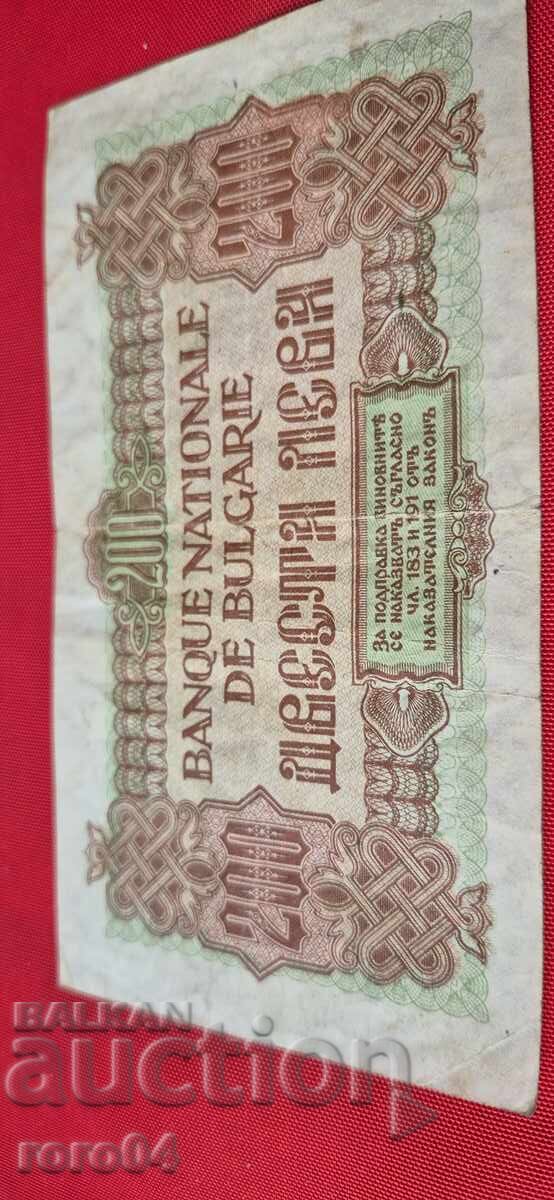 200
200
200
BANQUE NATIONALE
DE BULGARIE
ДВЕСТА ЛЕВА
ЗА ПОДПРАВКА ВИНОВНИТѢ
СЕ НАКАЗВАТЪ СЪГЛАСНО
ЧЛ. 183 И 191 ОТЪ
НАКАЗАТЕЛНИЯ ЗАКОНЪ
BALKAN
auction
roro04